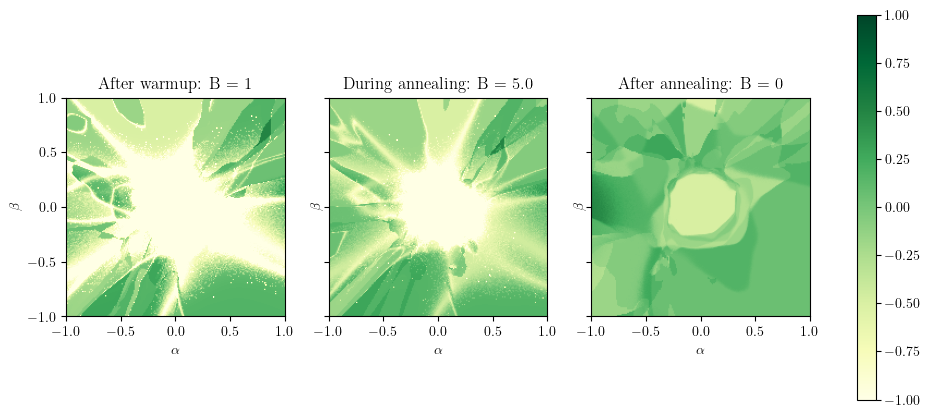 After warmup: B = 1
During annealing: B = 5.0
After annealing: B = 0
1.0
0.5
0.0
−0.5
−1.0
β
β
β
−1.0 −0.5 0.0 0.5 1.0
−1.0 −0.5 0.0 0.5 1.0
−1.0 −0.5 0.0 0.5 1.0
α
α
α
1.00
0.75
0.50
0.25
0.00
−0.25
−0.50
−0.75
−1.00